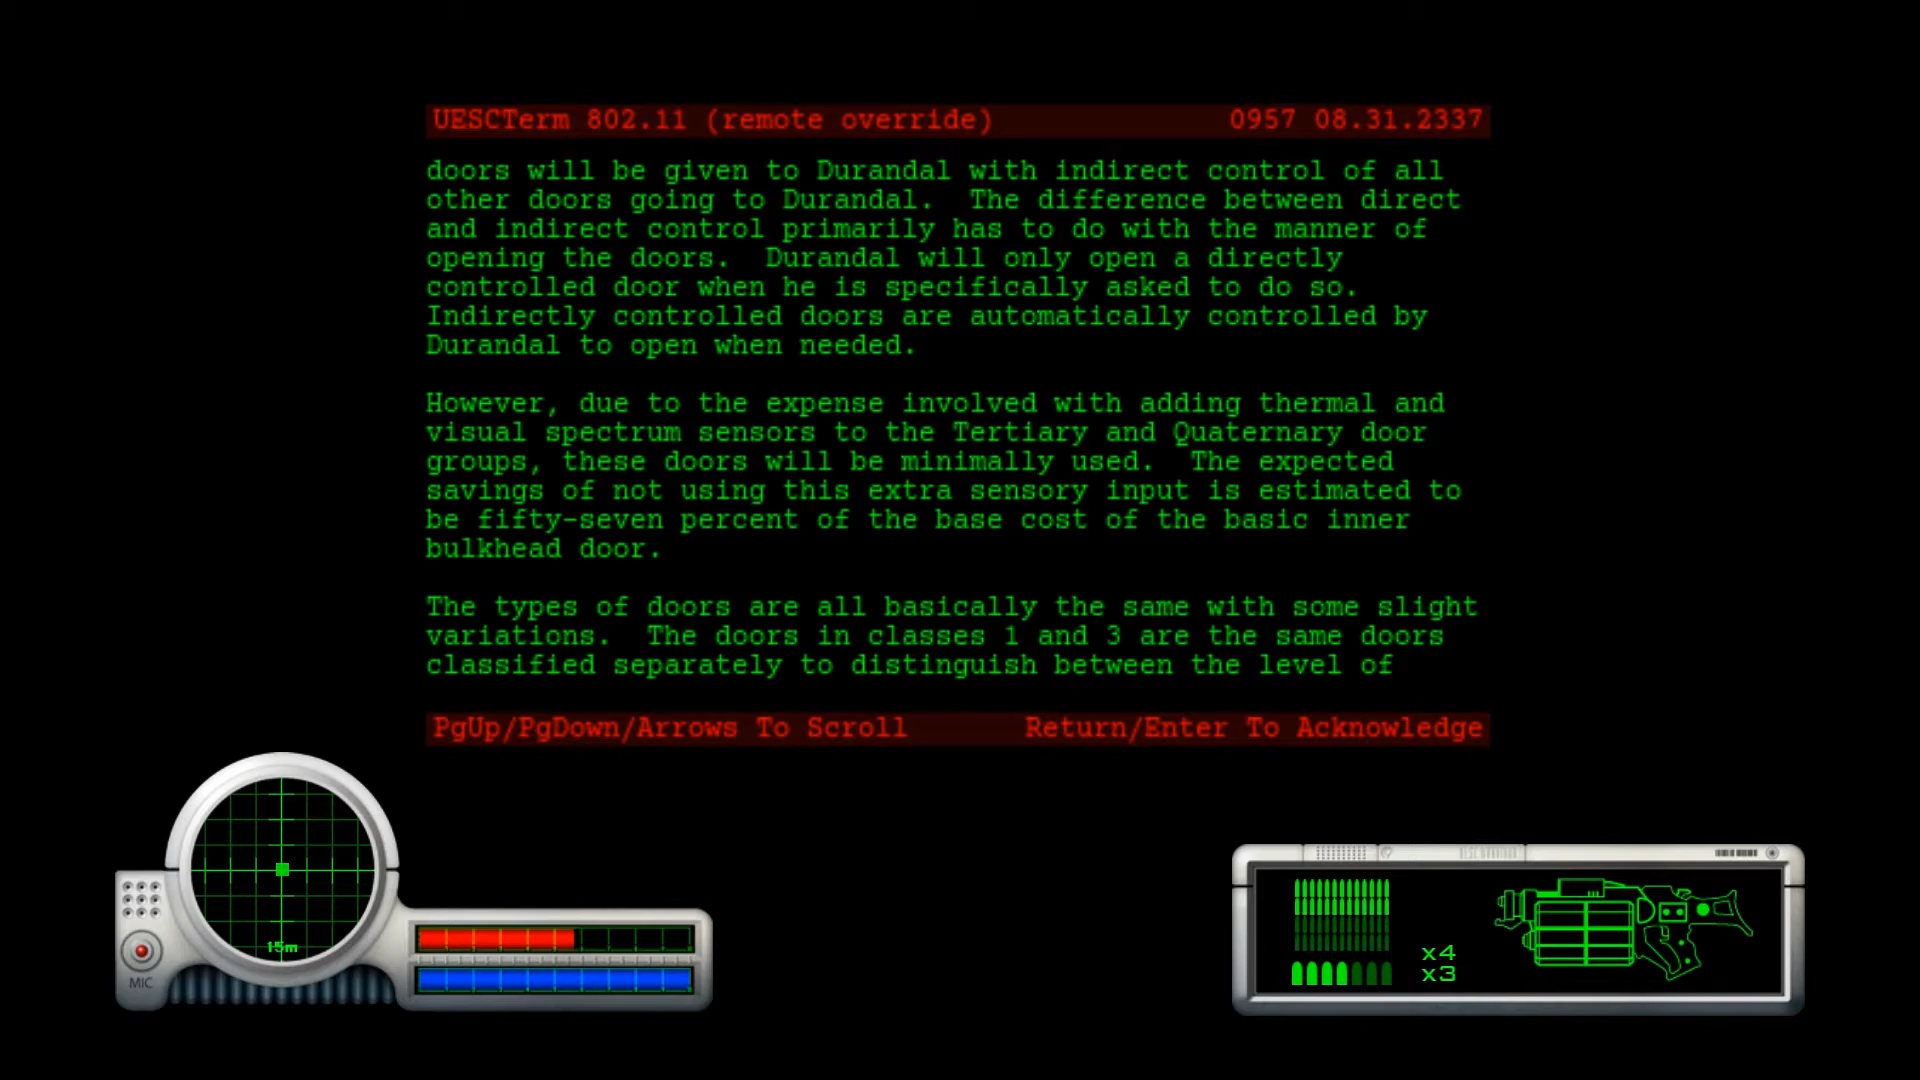 UESCTerm 802.11 (remote override) 0957 08.31.2337
doors will be given to Durandal with indirect control of all
other doors going to Durandal.  The difference between direct
and indirect control primarily has to do with the manner of
opening the doors.  Durandal will only open a directly
controlled door when he is specifically asked to do so.
Indirectly controlled doors are automatically controlled by
Durandal to open when needed.
However, due to the expense involved with adding thermal and
visual spectrum sensors to the Tertiary and Quaternary door
groups, these doors will be minimally used.  The expected
savings of not using this extra sensory input is estimated to
be fifty-seven percent of the base cost of the basic inner
bulkhead door.
The types of doors are all basically the same with some slight
variations.  The doors in classes 1 and 3 are the same doors
classified separately to distinguish between the level of
PgUp/PgDown/Arrows To Scroll Return/Enter To Acknowledge
15m
MIC
x4
x3